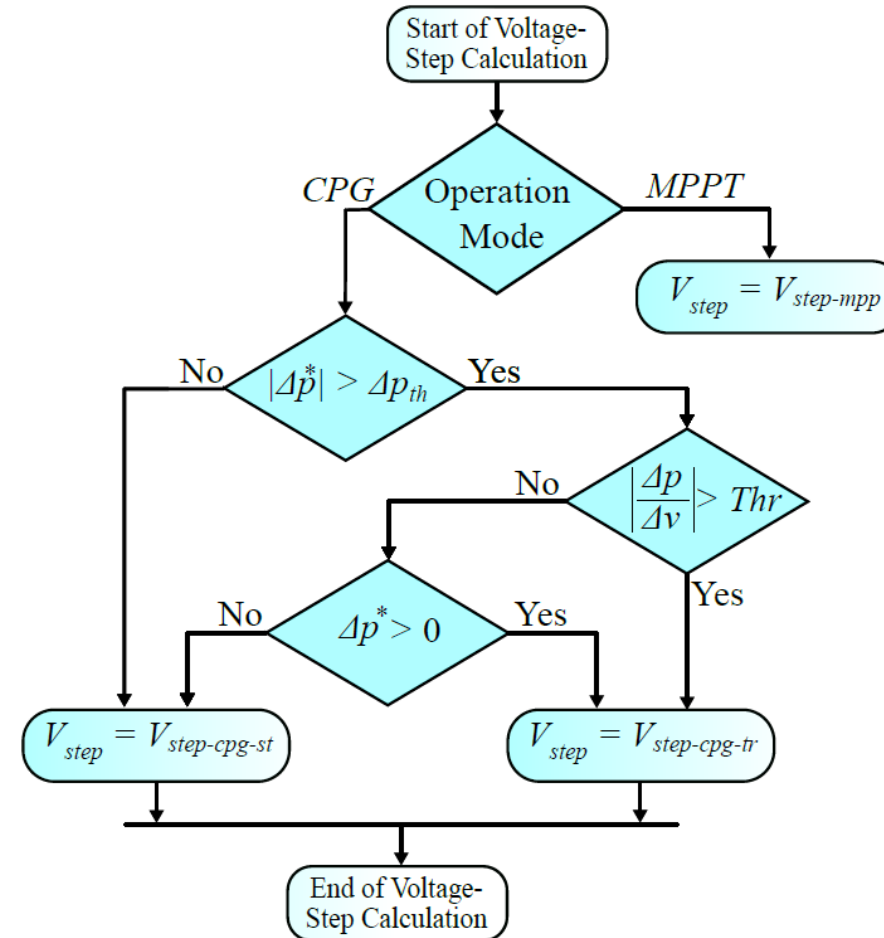 Start of Voltage-
Step Calculation
CPG
Operation
Mode
MPPT
V_step = V_step-mpp
No
|Δp*| > Δp_th
Yes
No
|Δp/Δv| > Thr
Yes
No
Δp* > 0
Yes
V_step = V_step-cpg-st
V_step = V_step-cpg-tr
End of Voltage-
Step Calculation